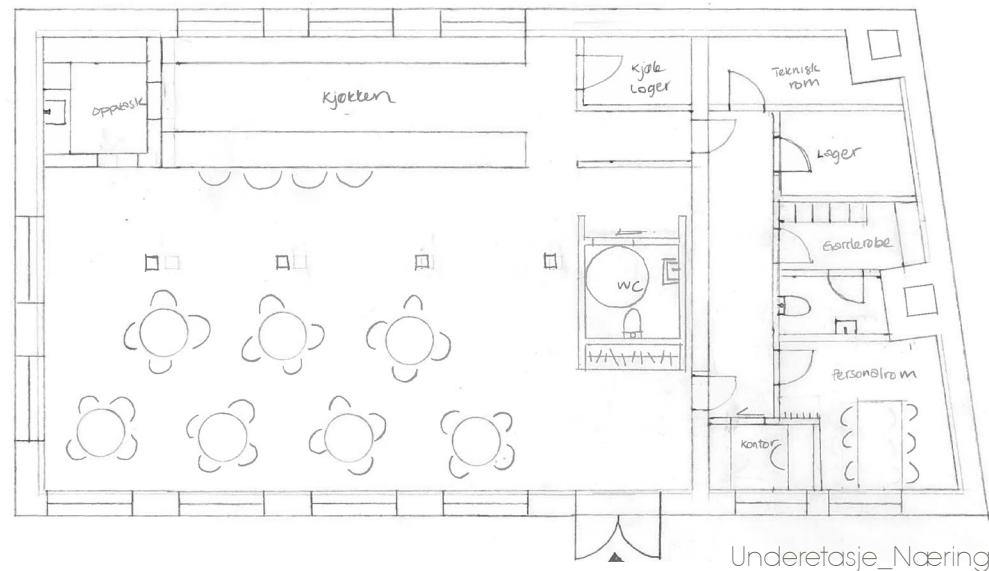 Kjøkken
Oppvask
Kjøle
Lager
Teknisk
rom
Lager
Garderobe
WC
Personalrom
Kontor
Underetasje_Næring